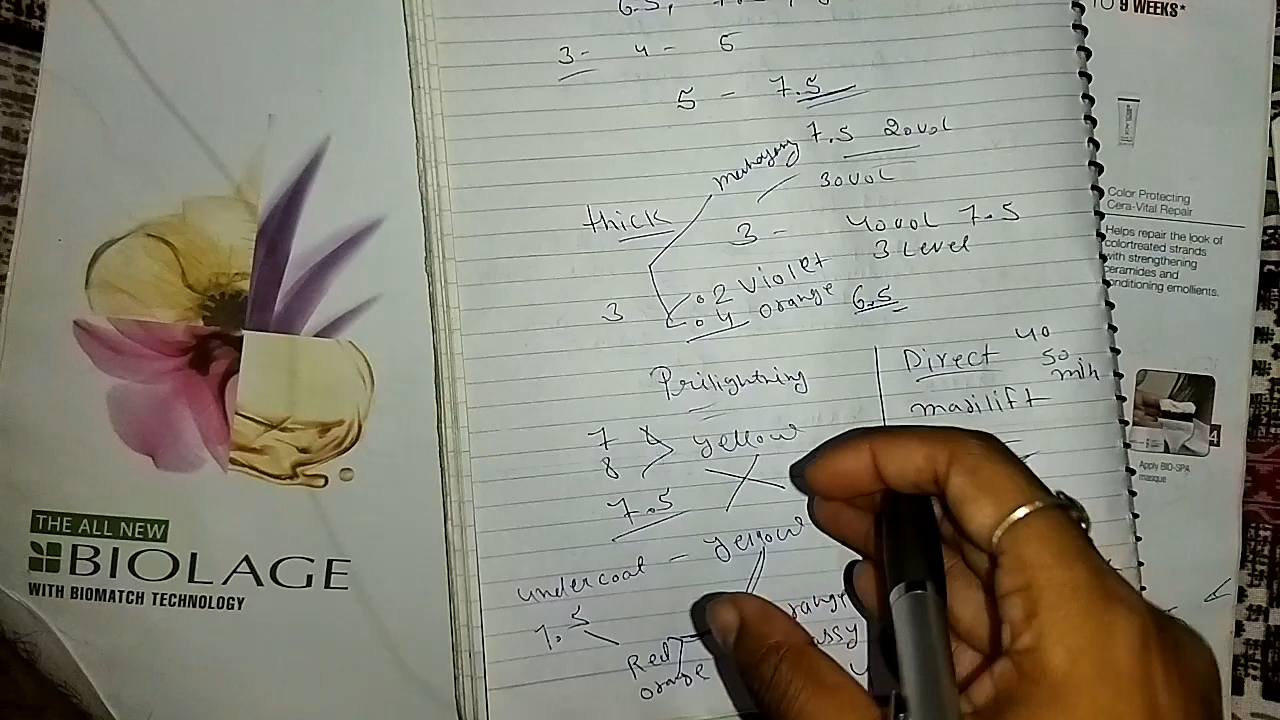 THE ALL NEW
BIOLAGE
WITH BIOMATCH TECHNOLOGY
3 - 4 - 5
5 - 7.5
mahogany 7.5 20vol
30vol
thick
3 - 40vol 7.5
3 Level
3
.2 violet
.4 orange 6.5
Prilightning
7
8
yellow
7.5
undercoat - yellow
7.5
Red
orange
Direct 40
50
min
majilift
TO 9 WEEKS*
Color Protecting
Cera-Vital Repair
Helps repair the look of
colortreated strands
with strengthening
ceramides and
conditioning emollients.
4
Apply BIO-SPA
masque